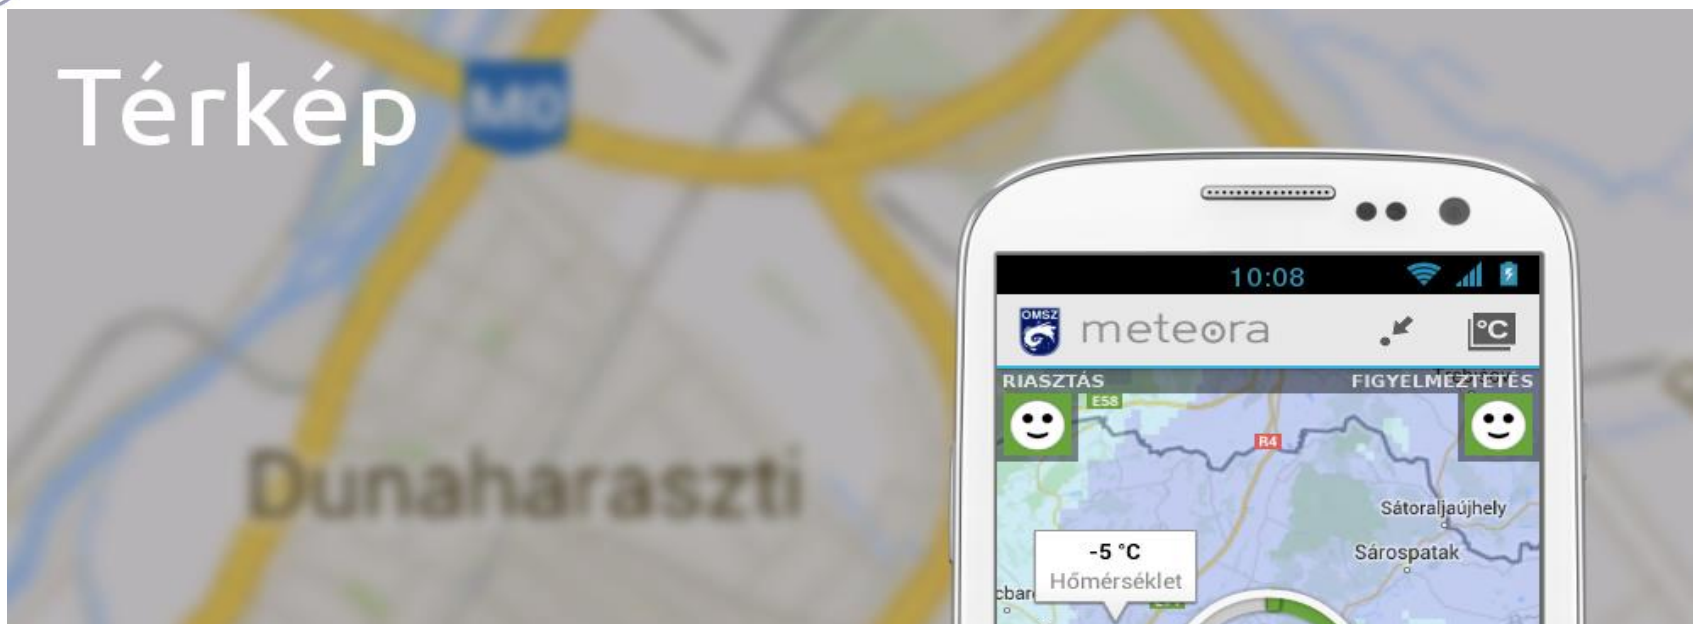 Térkép
M0
Dunaharaszti
10:08
OMSZ
meteora
°C
RIASZTÁS
FIGYELMEZTETÉS
E58
R4
Sátoraljaújhely
Sárospatak
-5 °C
Hőmérséklet